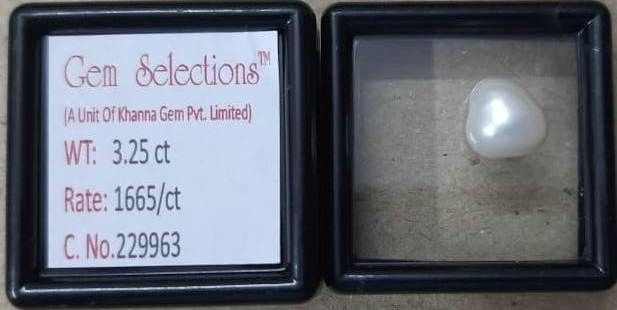 Gem Selections™
(A Unit Of Khanna Gem Pvt. Limited)
WT: 3.25 ct
Rate: 1665/ct
C. No.229963